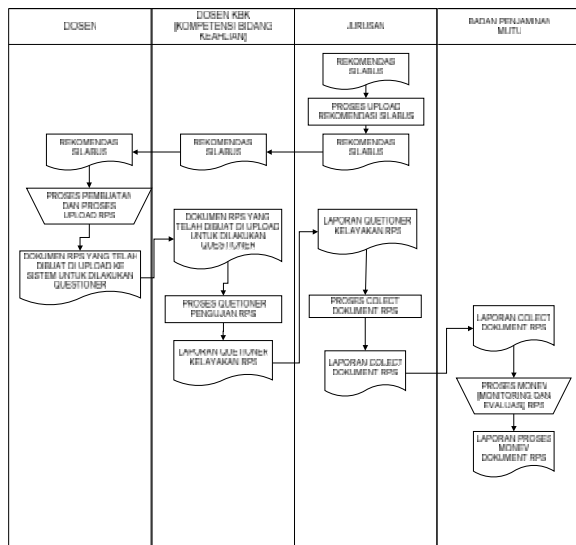 DOSEN
DOSEN KBK
[KOMPETENSI BIDANG
KEAHLIAN]
JURUSAN
BADAN PENJAMINAN
MUTU
REKOMENDAS
SILABUS
PROSES UPLOAD
REKOMENDASI SILABUS
REKOMENDAS
SILABUS
REKOMENDAS
SILABUS
REKOMENDAS
SILABUS
PROSES PEMBUATAN
DAN PROSES
UPLOAD RPS
DOKUMEN RPS YANG TELAH
DIBUAT DI UPLOAD KE
SISTEM UNTUK DILAKUKAN
QUESTIONER
DOKUMEN RPS YANG
TELAH DIBUAT DI UPLOAD
UNTUK DILAKUKAN
QUESTIONER
PROSES QUETIONER
PENGUJIAN RPS
LAPORAN QUETIONER
KELAYAKAN RPS
LAPORAN QUETIONER
KELAYAKAN RPS
PROSES COLECT
DOKUMENT RPS
LAPORAN COLECT
DOKUMENT RPS
LAPORAN COLECT
DOKUMENT RPS
PROSES MONEV
[MONITORING DAN
EVALUASI] RPS
LAPORAN PROSES
MONEV
DOKUMENT RPS